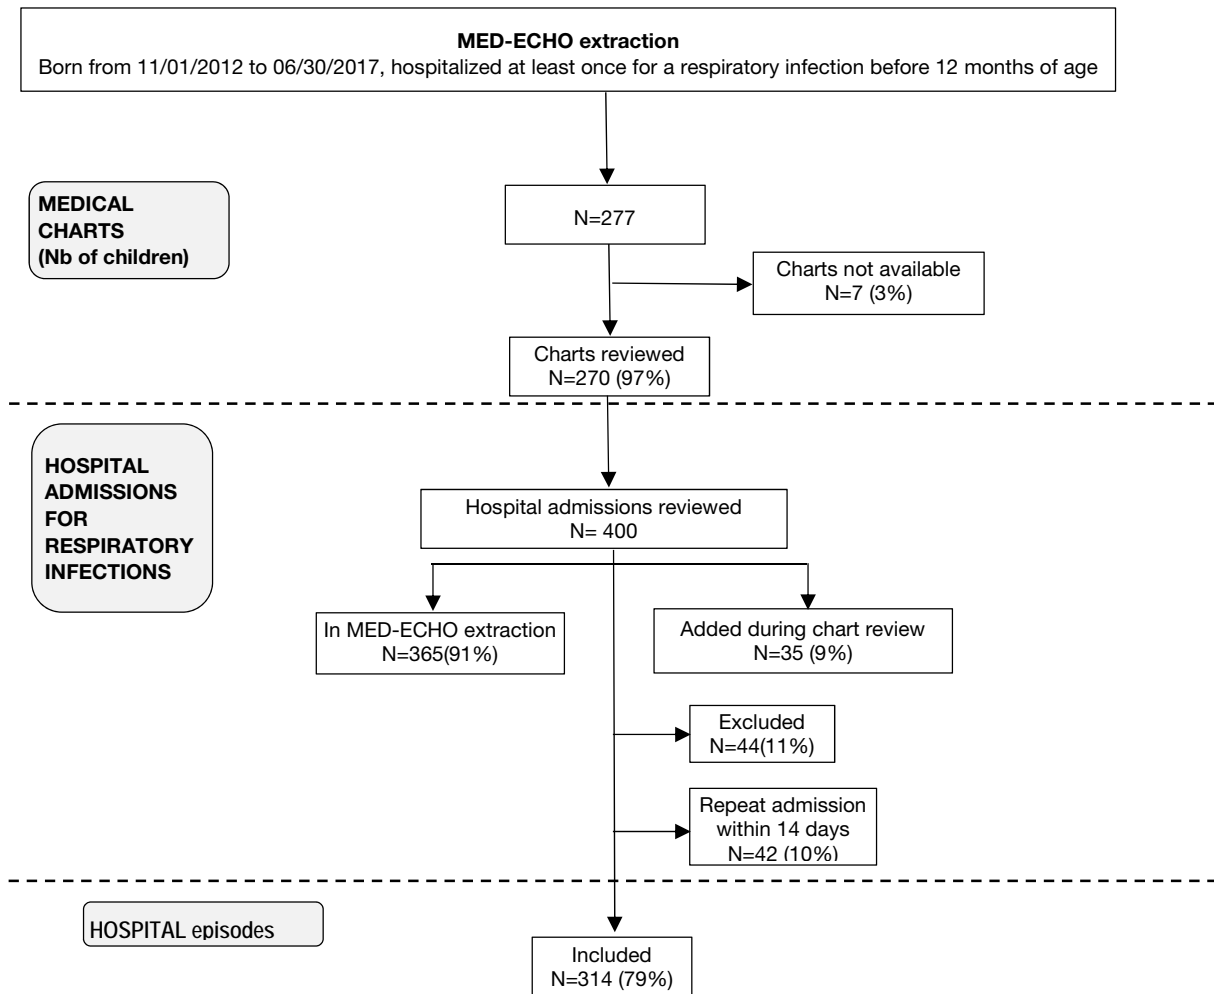 MED-ECHO extraction
Born from 11/01/2012 to 06/30/2017, hospitalized at least once for a respiratory infection before 12 months of age
MEDICAL
CHARTS
(Nb of children)
N=277
Charts not available
N=7 (3%)
Charts reviewed
N=270 (97%)
HOSPITAL
ADMISSIONS
FOR
RESPIRATORY
INFECTIONS
Hospital admissions reviewed
N= 400
In MED-ECHO extraction
N=365(91%)
Added during chart review
N=35 (9%)
Excluded
N=44(11%)
Repeat admission
within 14 days
N=42 (10%)
HOSPITAL episodes
Included
N=314 (79%)